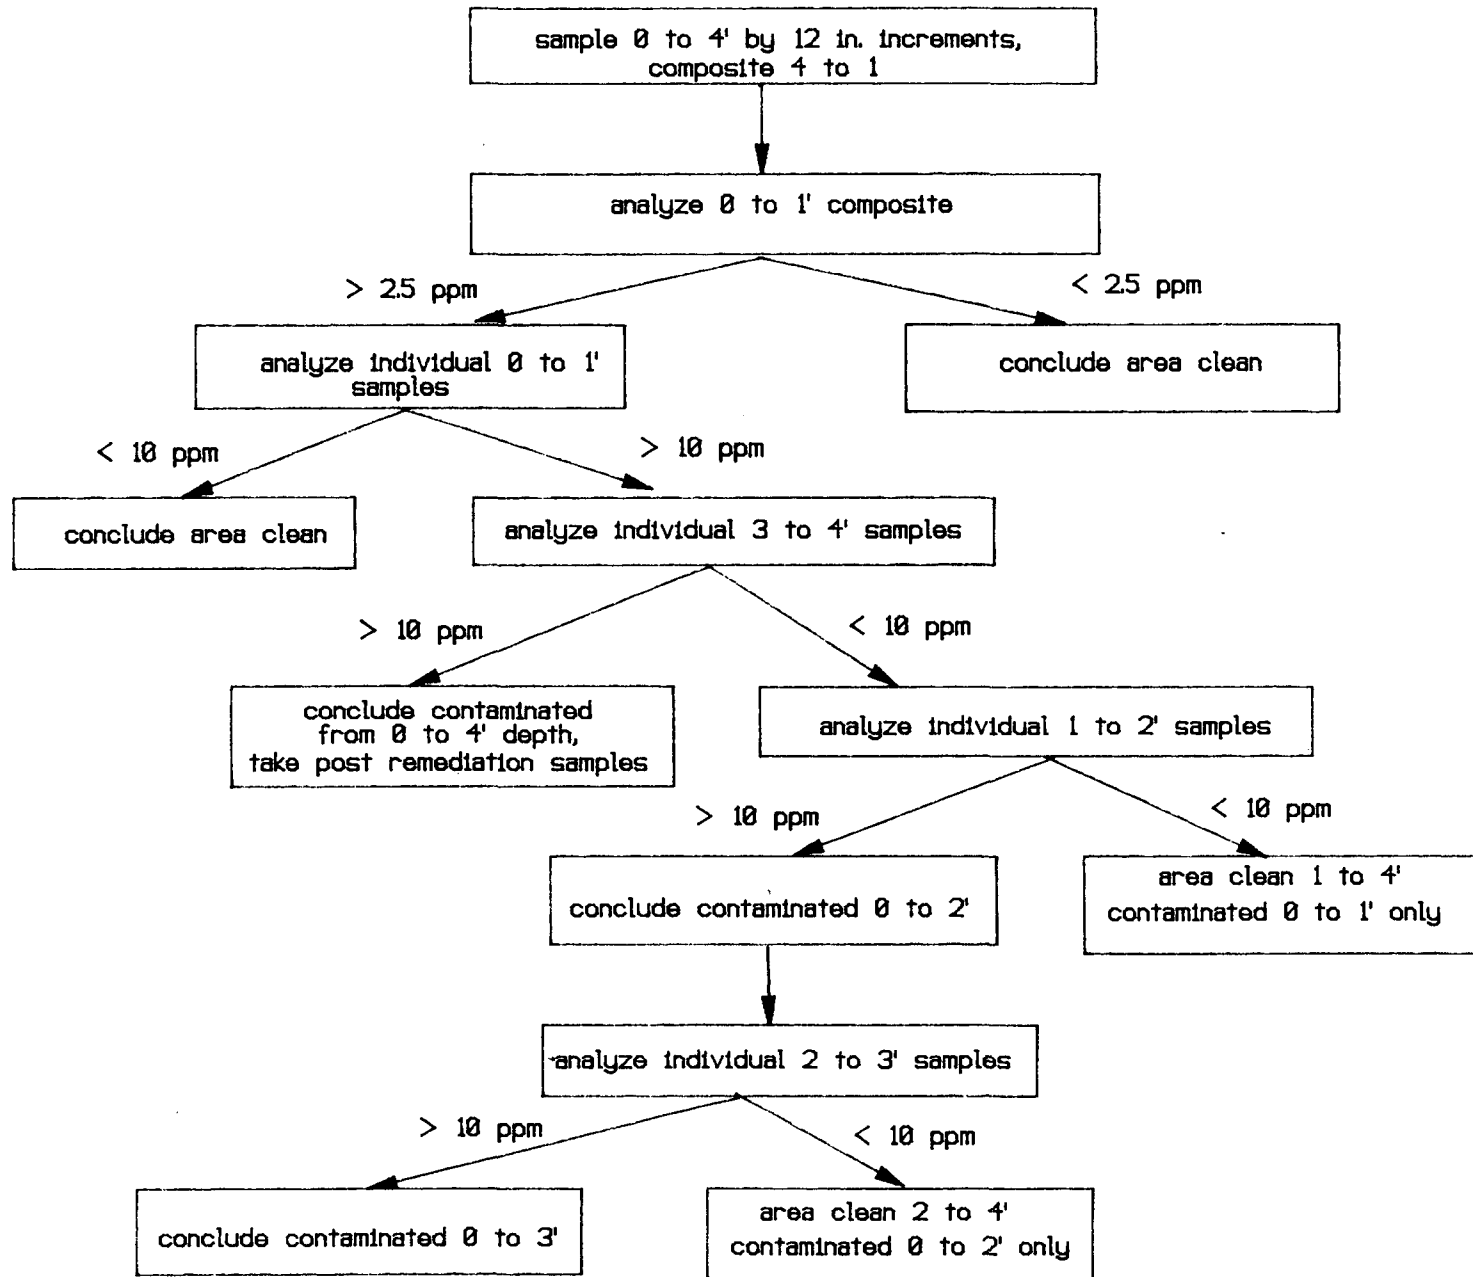 sample 0 to 4' by 12 in. increments,
composite 4 to 1
analyze 0 to 1' composite
> 2.5 ppm
< 2.5 ppm
analyze individual 0 to 1'
samples
conclude area clean
< 10 ppm
> 10 ppm
conclude area clean
analyze individual 3 to 4' samples
> 10 ppm
< 10 ppm
conclude contaminated
from 0 to 4' depth,
take post remediation samples
analyze individual 1 to 2' samples
> 10 ppm
< 10 ppm
conclude contaminated 0 to 2'
area clean 1 to 4'
contaminated 0 to 1' only
analyze individual 2 to 3' samples
> 10 ppm
< 10 ppm
conclude contaminated 0 to 3'
area clean 2 to 4'
contaminated 0 to 2' only